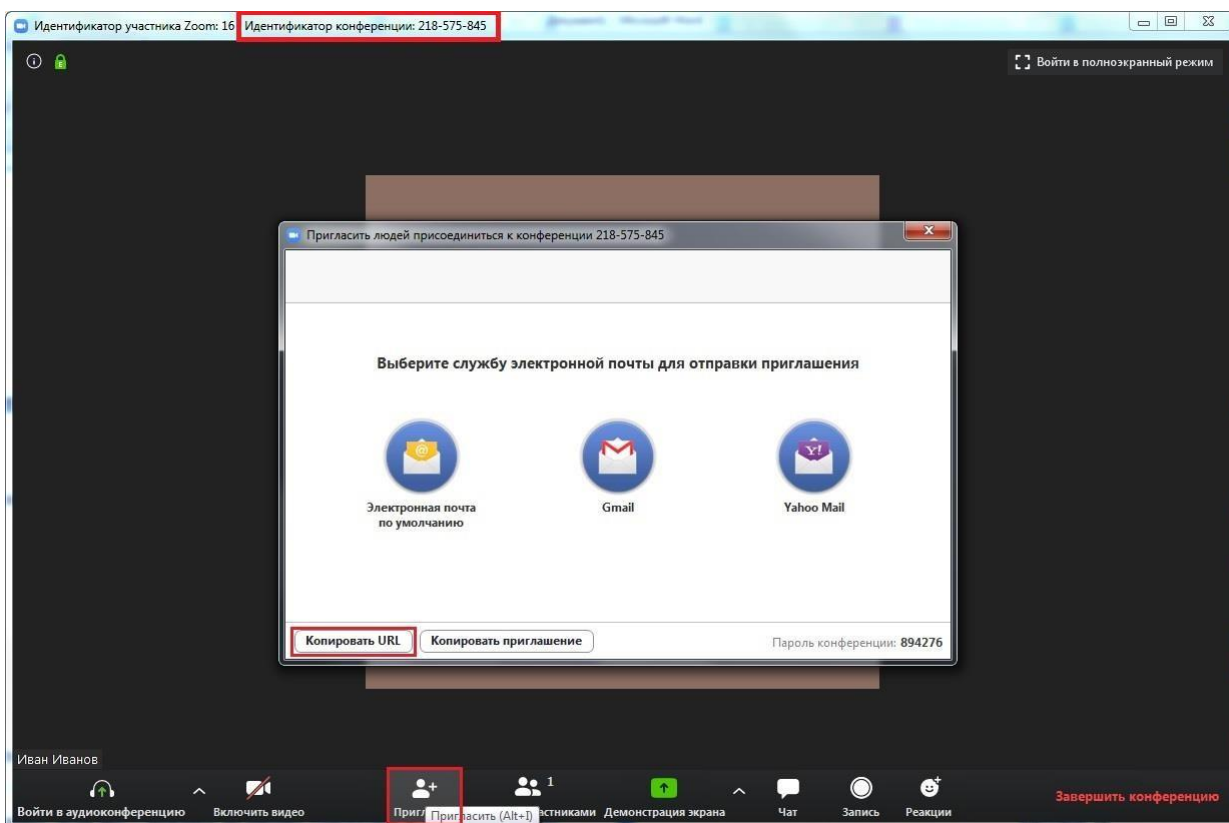 Идентификатор участника Zoom: 16 Идентификатор конференции: 218-575-845
Войти в полноэкранный режим
Пригласить людей присоединиться к конференции 218-575-845
Выберите службу электронной почты для отправки приглашения
Электронная почта
по умолчанию
Gmail
Yahoo Mail
Копировать URL
Копировать приглашение
Пароль конференции: 894276
Иван Иванов
1
Войти в аудиоконференцию
Включить видео
Пригласить (Alt+I)
Демонстрация экрана
Чат
Запись
Реакции
Завершить конференцию